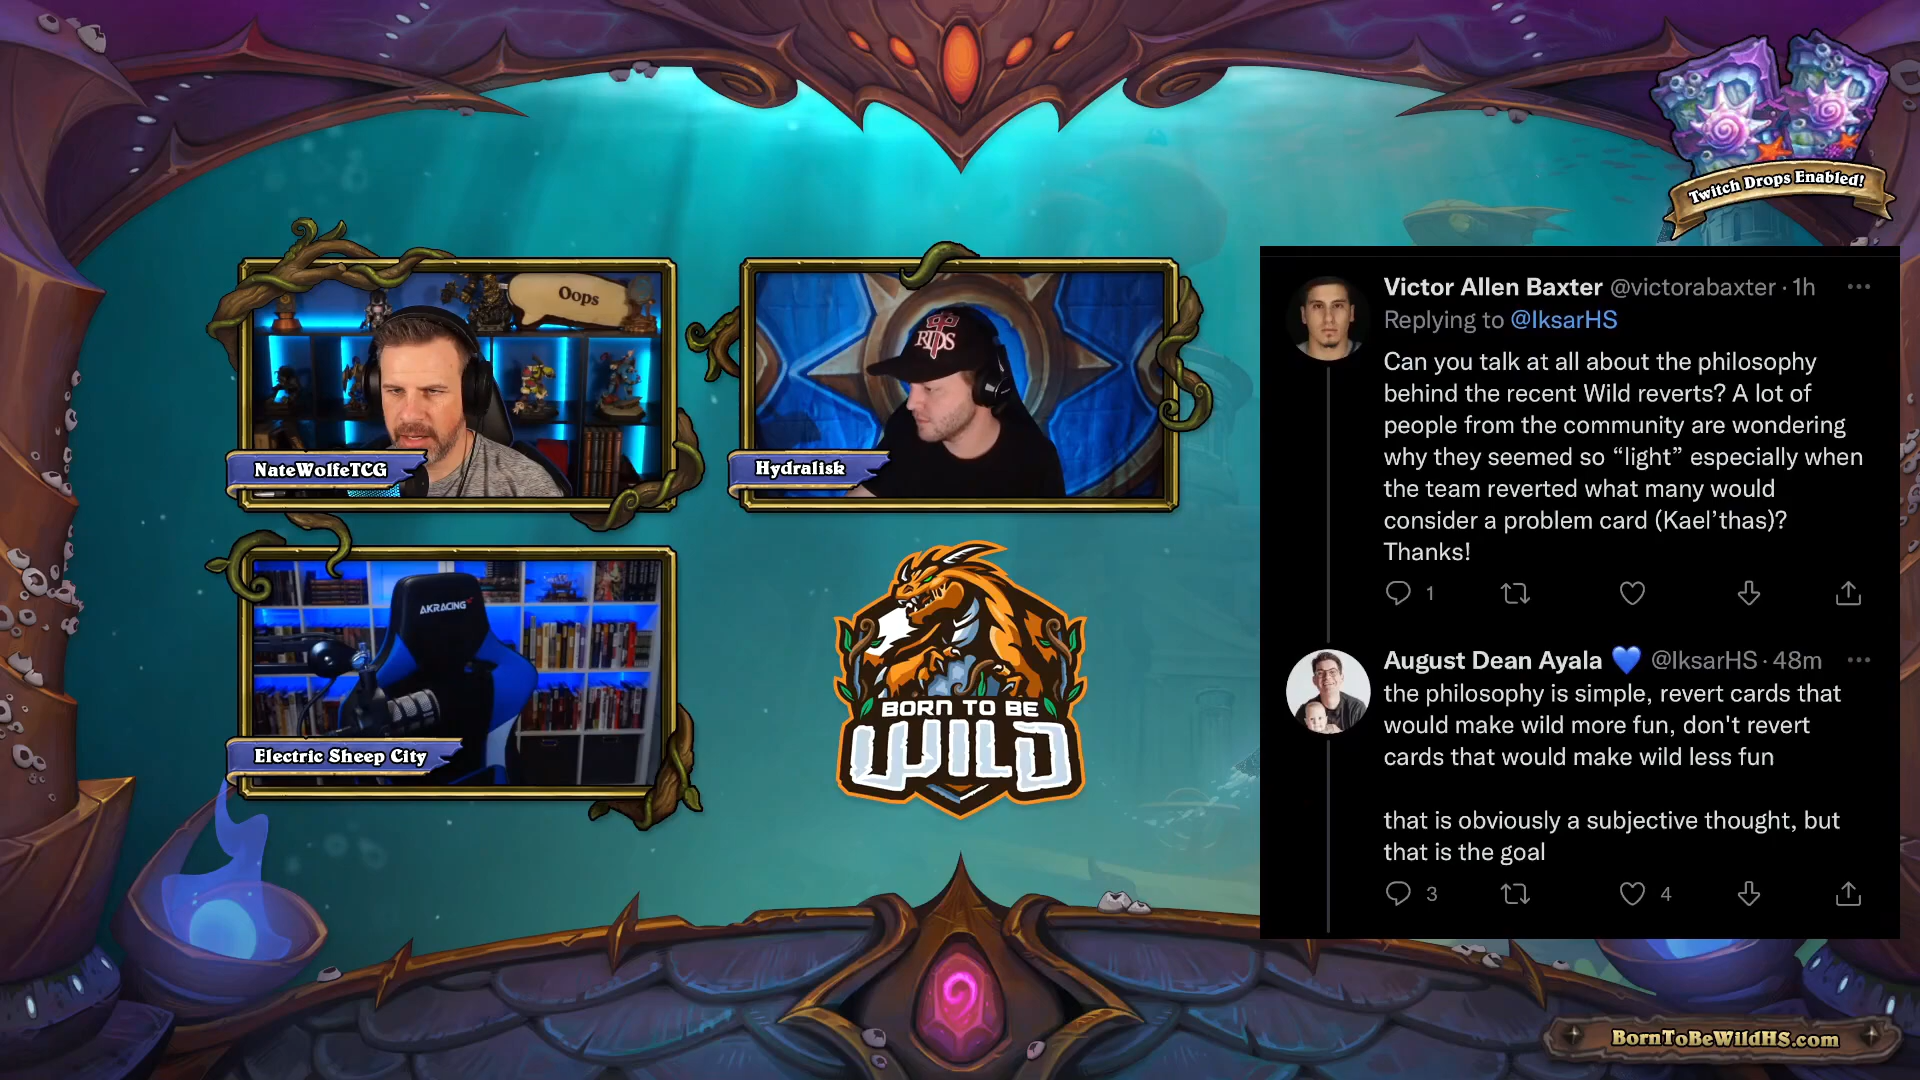 Twitch Drops Enabled!
Oops
RDS
NateWolfeTCG
Hydralisk
AKRACING
Electric Sheep City
BORN TO BE
WILD
Victor Allen Baxter @victorabaxter · 1h
Replying to @IksarHS
Can you talk at all about the philosophy
behind the recent Wild reverts? A lot of
people from the community are wondering
why they seemed so “light” especially when
the team reverted what many would
consider a problem card (Kael’thas)?
Thanks!
1
August Dean Ayala 💙 @IksarHS · 48m
the philosophy is simple, revert cards that
would make wild more fun, don't revert
cards that would make wild less fun
that is obviously a subjective thought, but
that is the goal
3 4
BornToBeWildHS.com